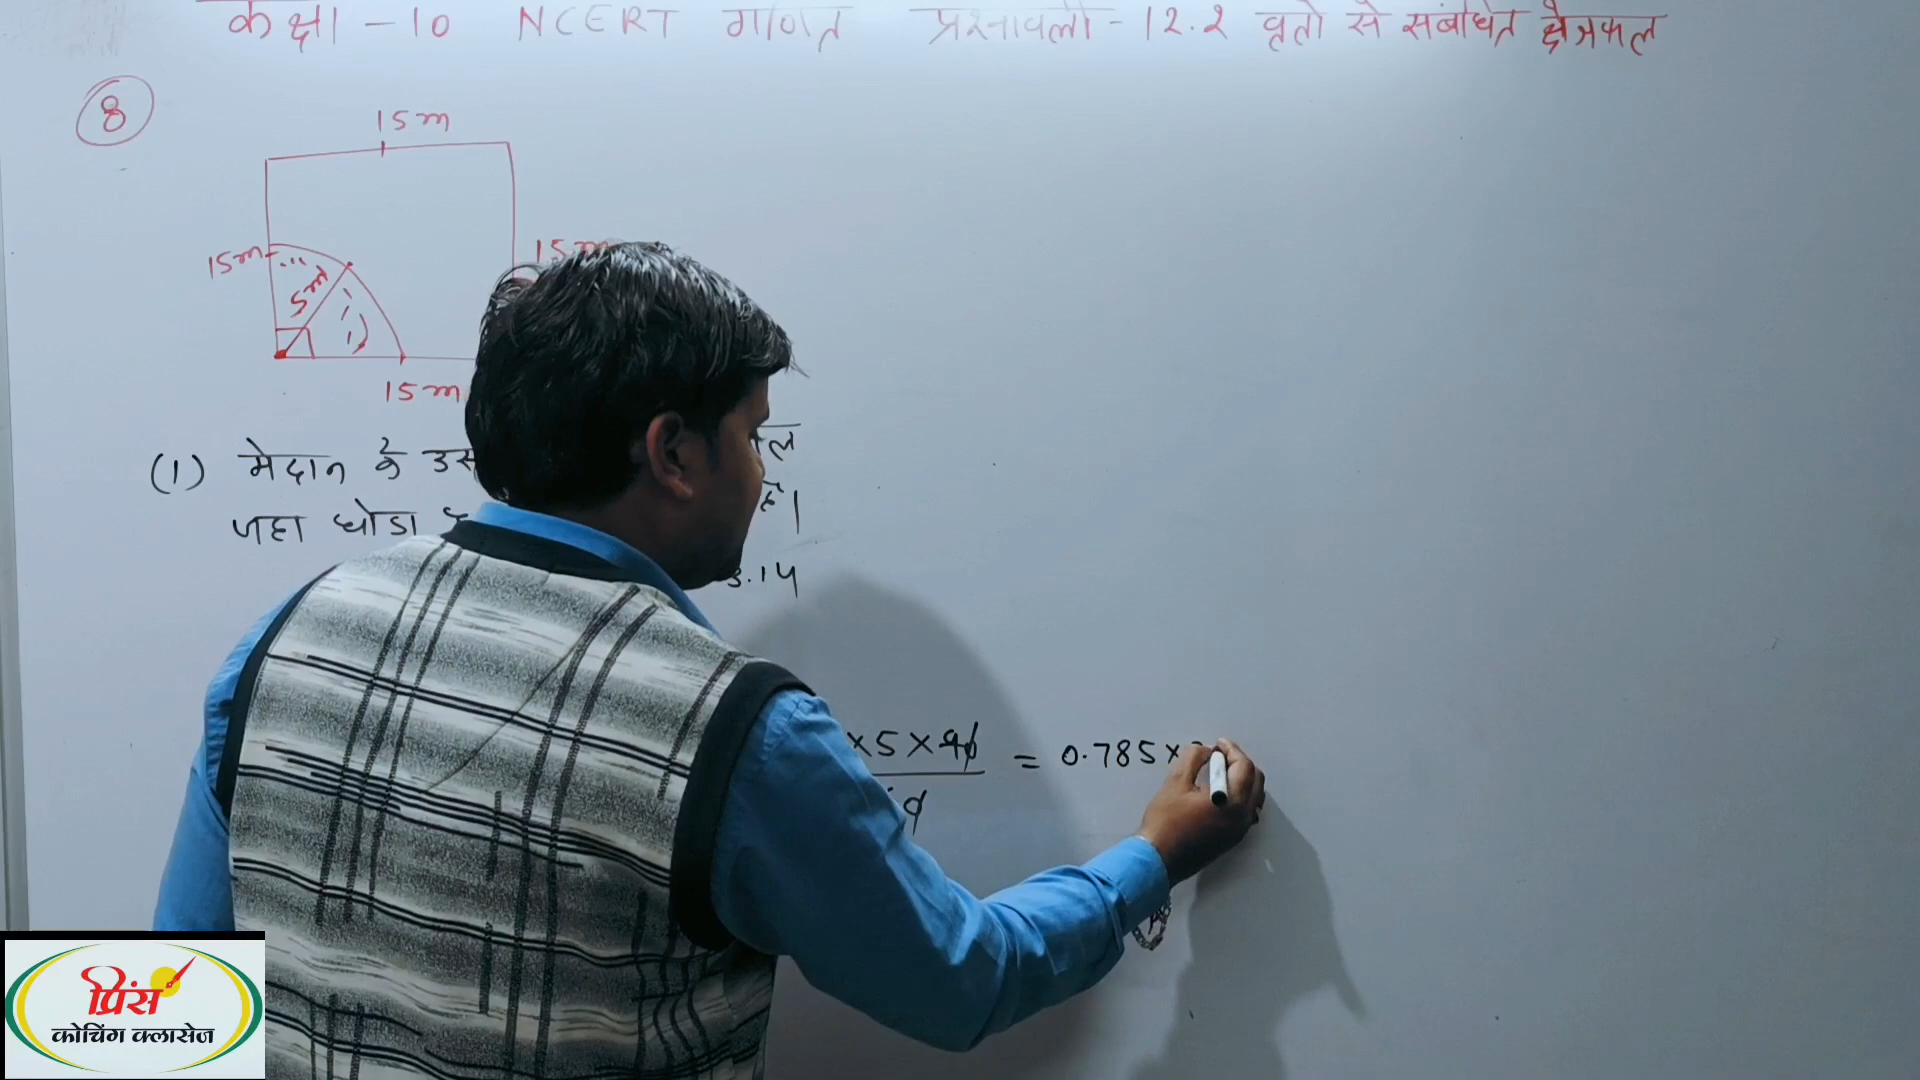 कक्षा - 10 NCERT गणित प्रश्नावली - 12.2 वृतो से संबंधित क्षेत्रफल
8
15m
15m
15m
5m
15m
(1) मेदान के उस
जहा घोडा है।
3.14
×5×90 = 0.785×
प्रिंस
कोचिंग क्लासेज